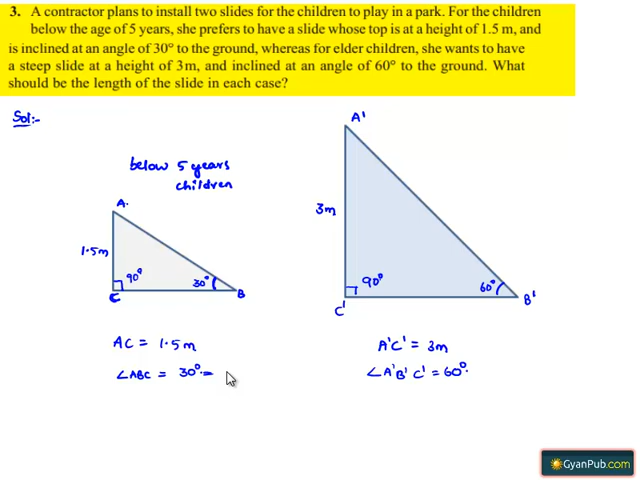 3. A contractor plans to install two slides for the children to play in a park. For the children
below the age of 5 years, she prefers to have a slide whose top is at a height of 1.5 m, and
is inclined at an angle of 30° to the ground, whereas for elder children, she wants to have
a steep slide at a height of 3m, and inclined at an angle of 60° to the ground. What
should be the length of the slide in each case?
Sol:-
below 5 years
children
A
1.5m
90°
30°
C
B
A'
3m
90°
60°
C'
B'
AC = 1.5m
∠ABC = 30° =
A'C' = 3m
∠A'B'C' = 60°.
GyanPub.com